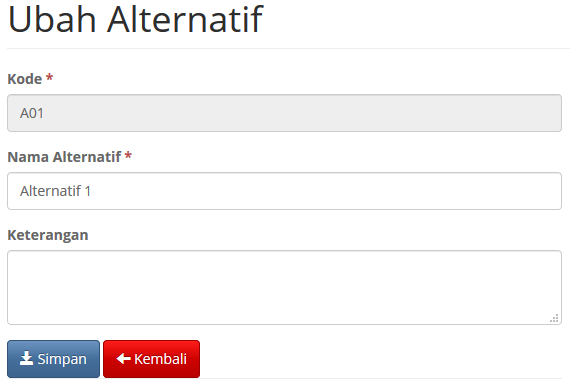 Ubah Alternatif
Kode *
A01
Nama Alternatif *
Alternatif 1
Keterangan
Simpan Kembali